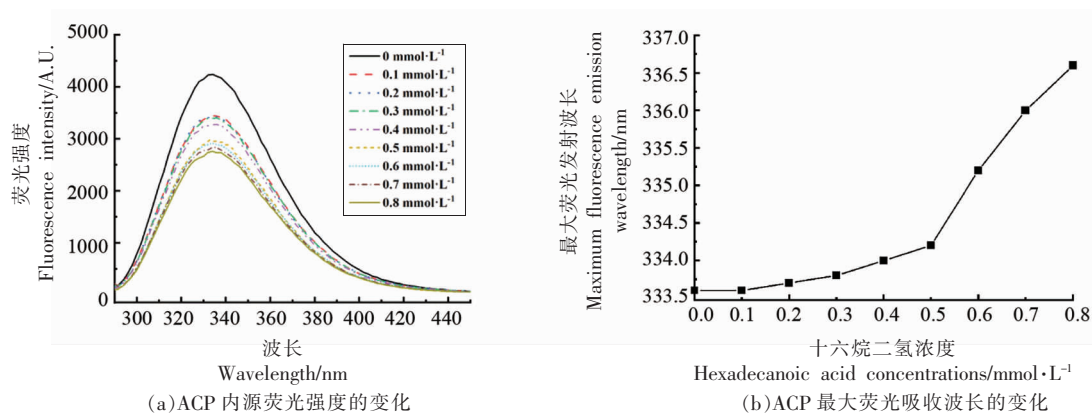 荧光强度
Fluorescence intensity/A.U.
5000
4000
3000
2000
1000
0
0 mmol·L⁻¹
0.1 mmol·L⁻¹
0.2 mmol·L⁻¹
0.3 mmol·L⁻¹
0.4 mmol·L⁻¹
0.5 mmol·L⁻¹
0.6 mmol·L⁻¹
0.7 mmol·L⁻¹
0.8 mmol·L⁻¹
300 320 340 360 380 400 420 440
波长
Wavelength/nm
(a)ACP 内源荧光强度的变化
最大荧光发射波长
Maximum fluorescence emission
wavelength/nm
337.0
336.5
336.0
335.5
335.0
334.5
334.0
333.5
0.0 0.1 0.2 0.3 0.4 0.5 0.6 0.7 0.8
十六烷二氢浓度
Hexadecanoic acid concentrations/mmol·L⁻¹
(b)ACP 最大荧光吸收波长的变化